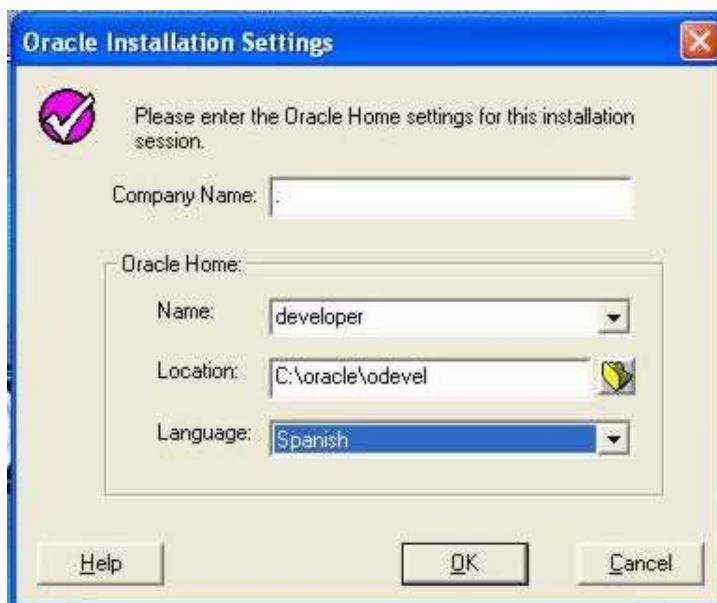 Oracle Installation Settings
Please enter the Oracle Home settings for this installation
session.
Company Name: .
Oracle Home:
Name: developer
Location: C:\oracle\odevel
Language: Spanish
Help OK Cancel